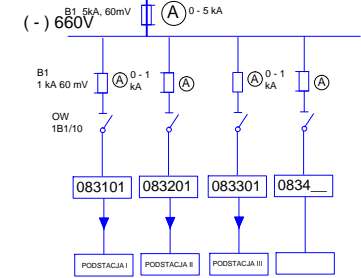 B1 5kA, 60mV A 0 - 5 kA
( - ) 660V
B1
1 kA 60 mV
A 0 - 1
kA
A
A 0 - 1
kA
A
OW
1B1/10
083101 083201 083301 0834__
PODSTACJA I PODSTACJA II PODSTACJA III